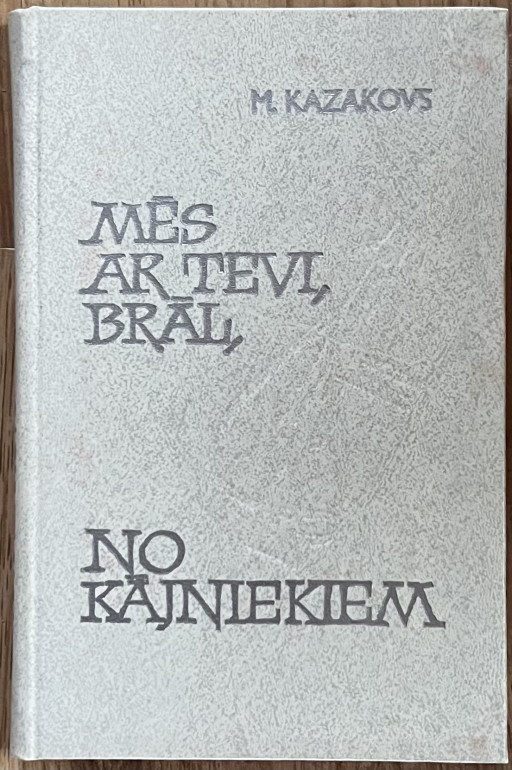 M. KAZAKOVS
MĒS
AR TEVI,
BRĀL,
NO
KĀJNIEKIEM